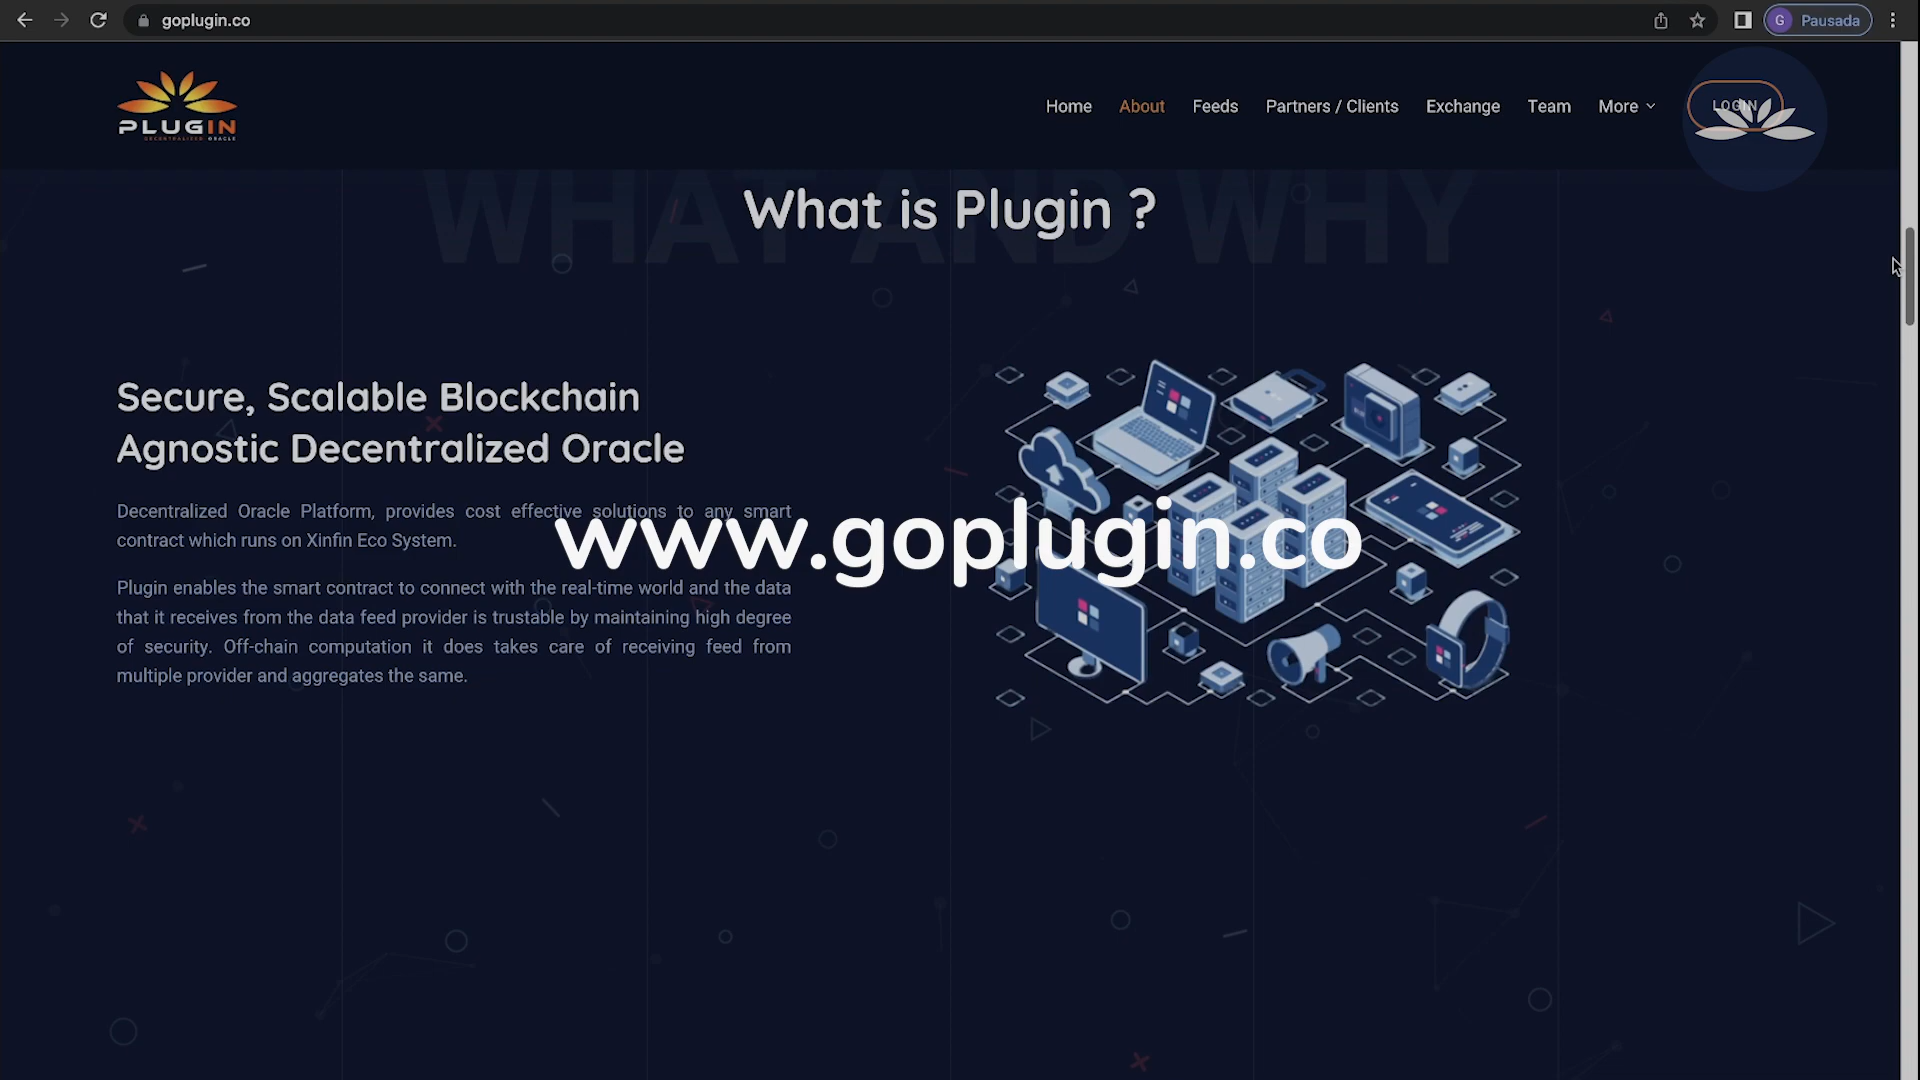 goplugin.co
G Pausada
PLUGIN
DECENTRALIZED ORACLE
Home About Feeds Partners / Clients Exchange Team More LOGIN
WHAT AND WHY
What is Plugin ?
Secure, Scalable Blockchain
Agnostic Decentralized Oracle
Decentralized Oracle Platform, provides cost effective solutions to any smart
contract which runs on Xinfin Eco System.
www.goplugin.co
Plugin enables the smart contract to connect with the real-time world and the data
that it receives from the data feed provider is trustable by maintaining high degree
of security. Off-chain computation it does takes care of receiving feed from
multiple provider and aggregates the same.